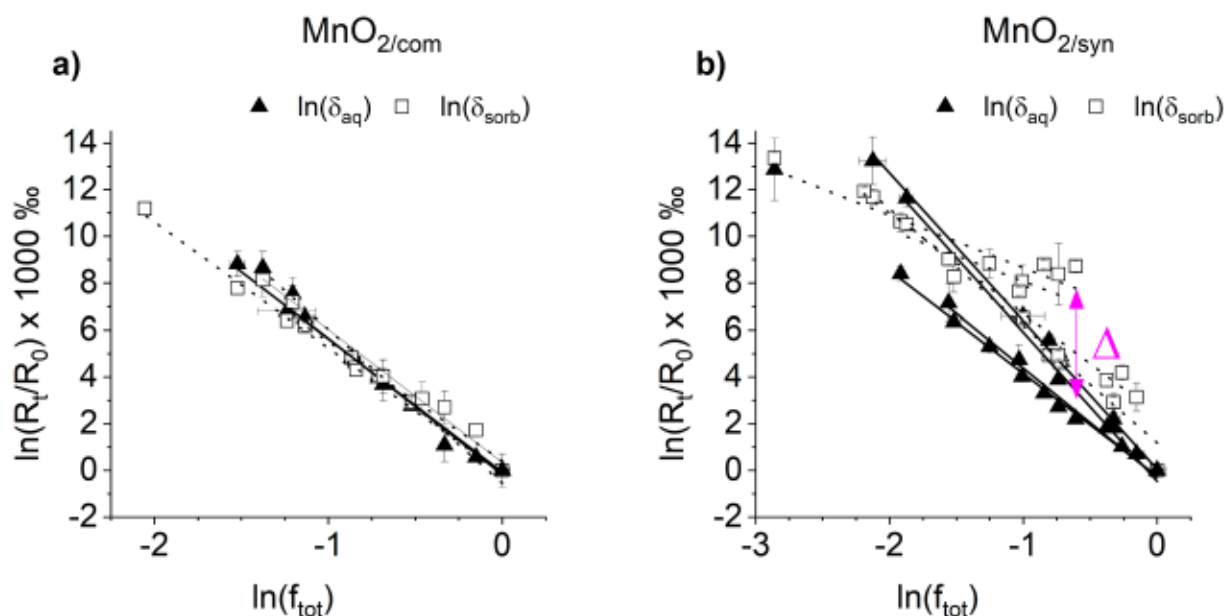 MnO2/com
a)
▲ ln(δaq) □ ln(δsorb)
14
12
10
8
6
4
2
0
-2
ln(Rt/R0) x 1000 ‰
-2 -1 0
ln(ftot)
MnO2/syn
b)
▲ ln(δaq) □ ln(δsorb)
14
12
10
8
6
4
2
0
-2
ln(Rt/R0) x 1000 ‰
Δ
-3 -2 -1 0
ln(ftot)